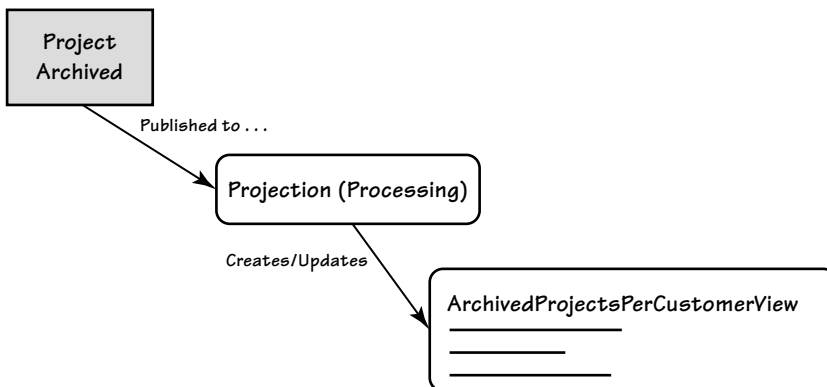 Project
Archived
Published to . . .
Projection (Processing)
Creates/Updates
ArchivedProjectsPerCustomerView